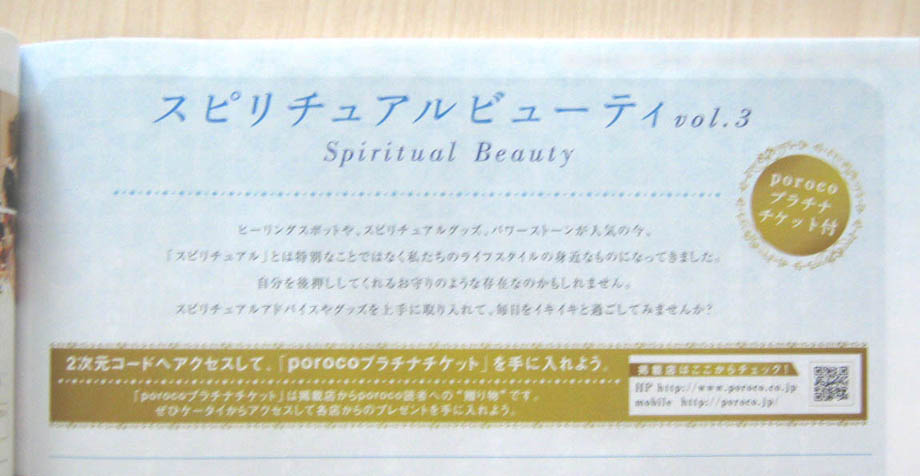 スピリチュアルビューティ vol.3
Spiritual Beauty
poroco
プラチナ
チケット付
ヒーリングスポットや、スピリチュアルグッズ、パワーストーンが人気の今。
「スピリチュアル」とは特別なことではなく私たちのライフスタイルの身近なものになってきました。
自分を後押ししてくれるお守りのような存在なのかもしれません。
スピリチュアルアドバイスやグッズを上手に取り入れて、毎日をイキイキと過ごしてみませんか?
2次元コードへアクセスして、「porocoプラチナチケット」を手に入れよう。
「porocoプラチナチケット」は掲載店からporoco読者への“贈り物”です。
ぜひケータイからアクセスして名店からのプレゼントを手に入れよう。
掲載店はここからチェック!
HP http://www.poroco.co.jp
mobile http://poroco.jp/